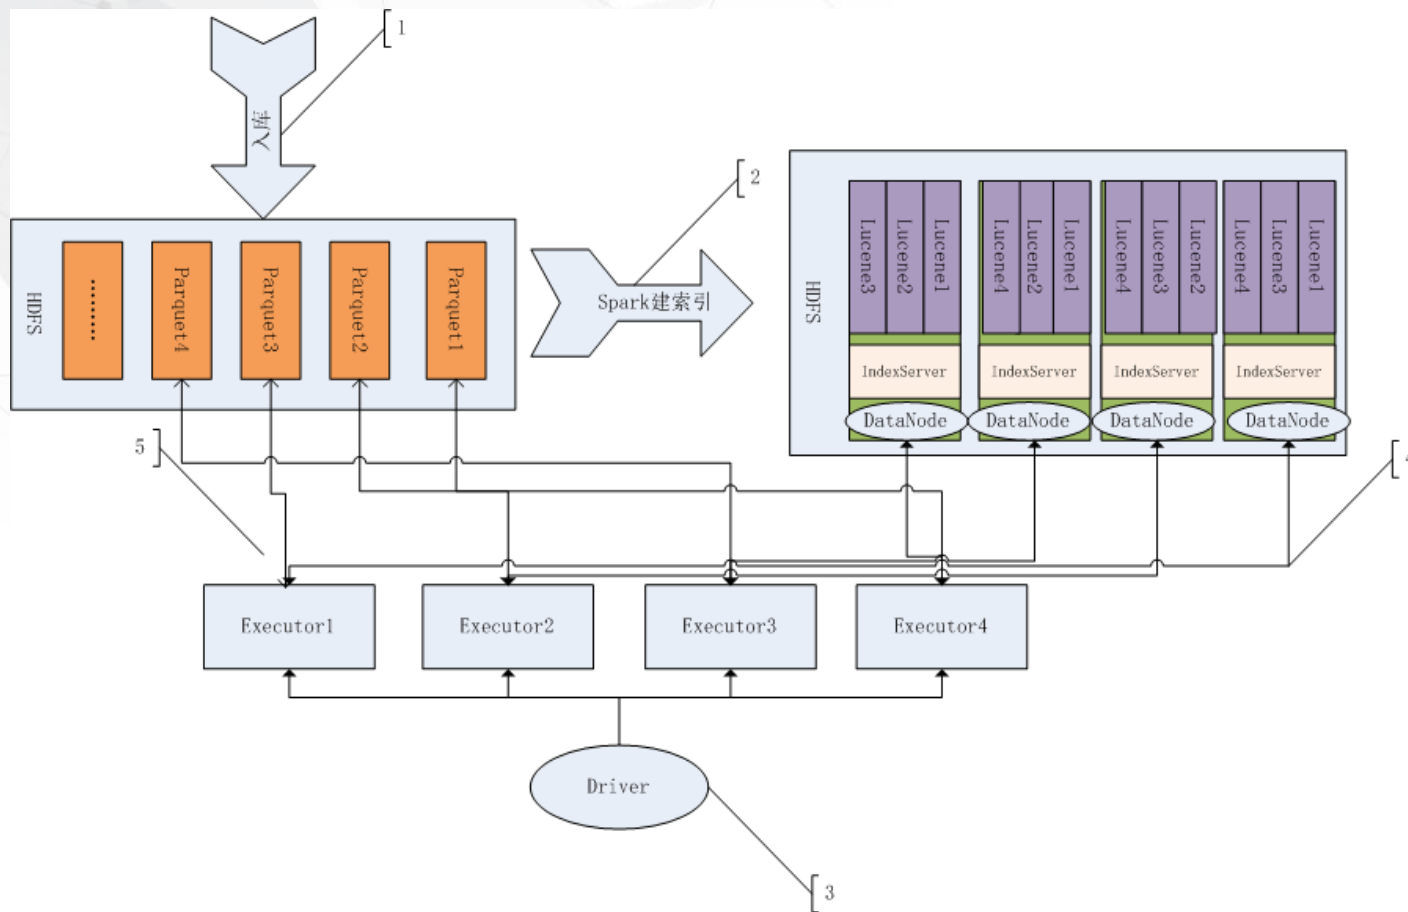 1
2
Spark建索引
HDFS
.........
Parquet4
Parquet3
Parquet2
Parquet1
HDFS
Lucene3
Lucene2
Lucene1
Lucene4
Lucene2
Lucene1
Lucene4
Lucene3
Lucene2
Lucene4
Lucene3
Lucene1
IndexServer
IndexServer
IndexServer
IndexServer
DataNode
DataNode
DataNode
DataNode
5
4
Executor1
Executor2
Executor3
Executor4
Driver
3